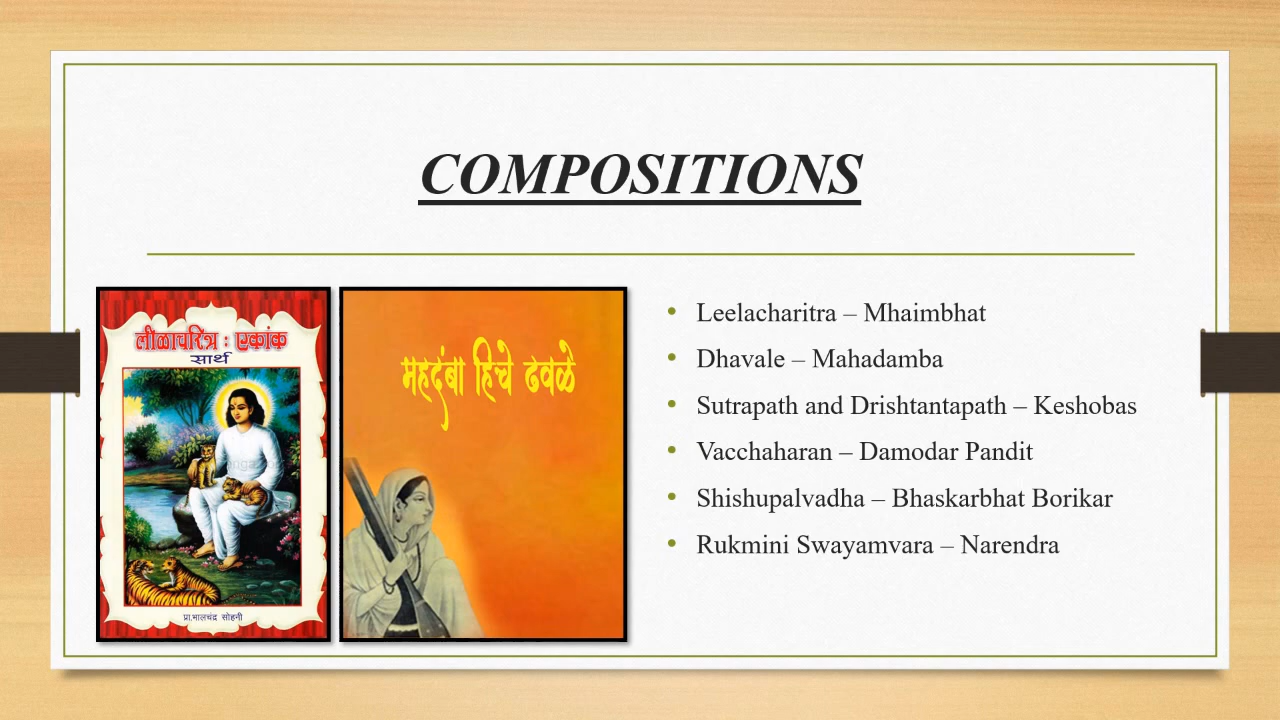 COMPOSITIONS
लीळाचरित्र : एकांक
सार्थ
प्रा.भालचंद्र सोहनी
महदंबा हिचे ढवळे
• Leelacharitra – Mhaimbhat
• Dhavale – Mahadamba
• Sutrapath and Drishtantapath – Keshobas
• Vacchaharan – Damodar Pandit
• Shishupalvadha – Bhaskarbhat Borikar
• Rukmini Swayamvara – Narendra